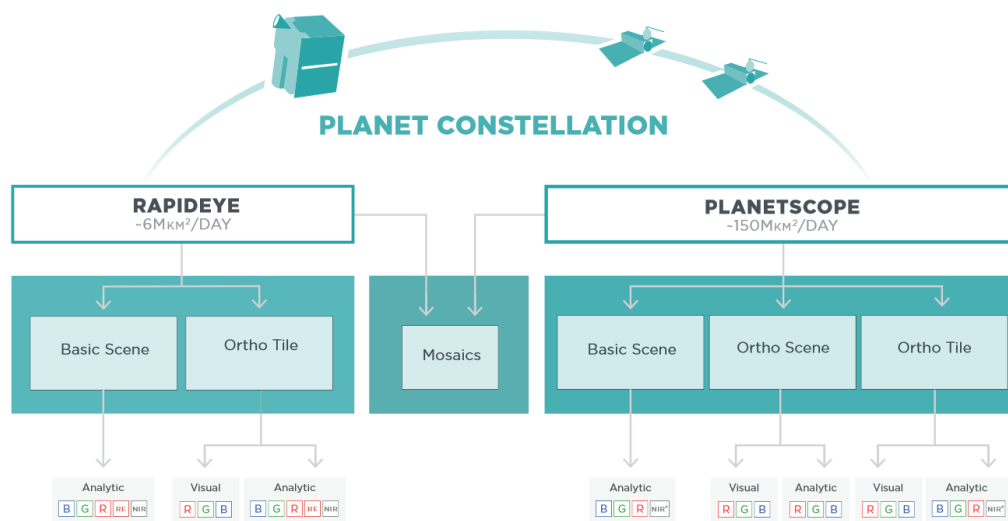 PLANET CONSTELLATION
RAPIDEYE
~6MKM²/DAY
PLANETSCOPE
~150MKM²/DAY
Basic Scene
Ortho Tile
Mosaics
Basic Scene
Ortho Scene
Ortho Tile
Analytic
B G R RE NIR
Visual
R G B
Analytic
B G R RE NIR
Analytic
B G R NIR*
Visual
R G B
Analytic
R G B
Visual
R G B
Analytic
B G R NIR*